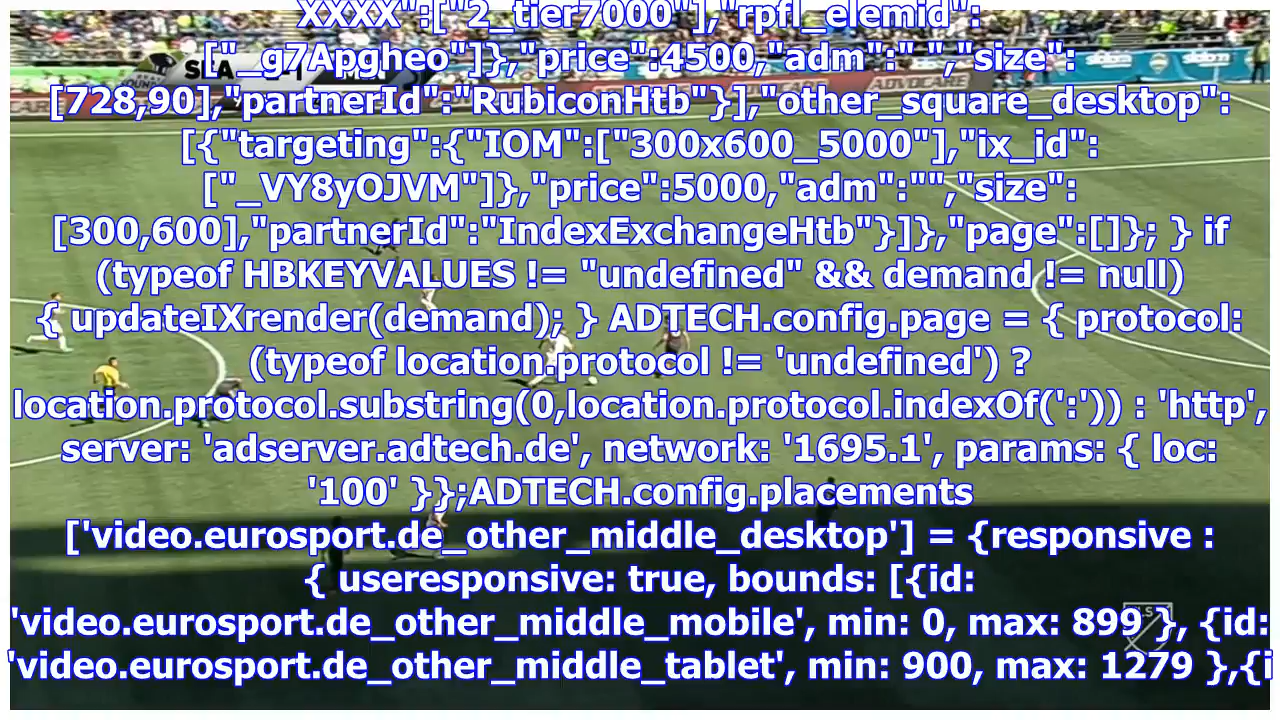 XXXX":["2_tier7000"],"rpfl_elemid":
["_g7Apgheo"]},"price":4500,"adm":" ","size":
[728,90],"partnerId":"RubiconHtb"}],"other_square_desktop":
[{"targeting":{"IOM":["300x600_5000"],"ix_id":
["_VY8yOJVM"]},"price":5000,"adm":"","size":
[300,600],"partnerId":"IndexExchangeHtb"}]},"page":[]}; } if
(typeof HBKEYVALUES != "undefined" && demand != null)
{ updateIXrender(demand); } ADTECH.config.page = { protocol:
(typeof location.protocol != 'undefined') ?
location.protocol.substring(0,location.protocol.indexOf(':')) : 'http',
server: 'adserver.adtech.de', network: '1695.1', params: { loc:
'100' }};ADTECH.config.placements
['video.eurosport.de_other_middle_desktop'] = {responsive :
{ useresponsive: true, bounds: [{id:
'video.eurosport.de_other_middle_mobile', min: 0, max: 899 }, {id:
'video.eurosport.de_other_middle_tablet', min: 900, max: 1279 },{i
SEA
ADVOCARE